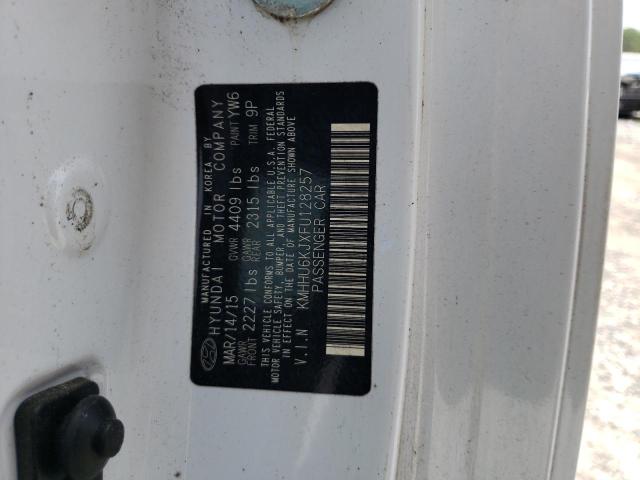 MANUFACTURED IN KOREA BY
HYUNDAI MOTOR COMPANY
MAR/14/15 GVWR 4409 lbs PAINT YW6
GAWR FRONT 2227 lbs GAWR REAR 2315 lbs TRIM 9P
THIS VEHICLE CONFORMS TO ALL APPLICABLE U.S.A. FEDERAL
MOTOR VEHICLE SAFETY, BUMPER, AND THEFT PREVENTION STANDARDS
IN EFFECT ON THE DATE OF MANUFACTURE SHOWN ABOVE
V.I.N KMHHU6KJXFU128257
PASSENGER CAR